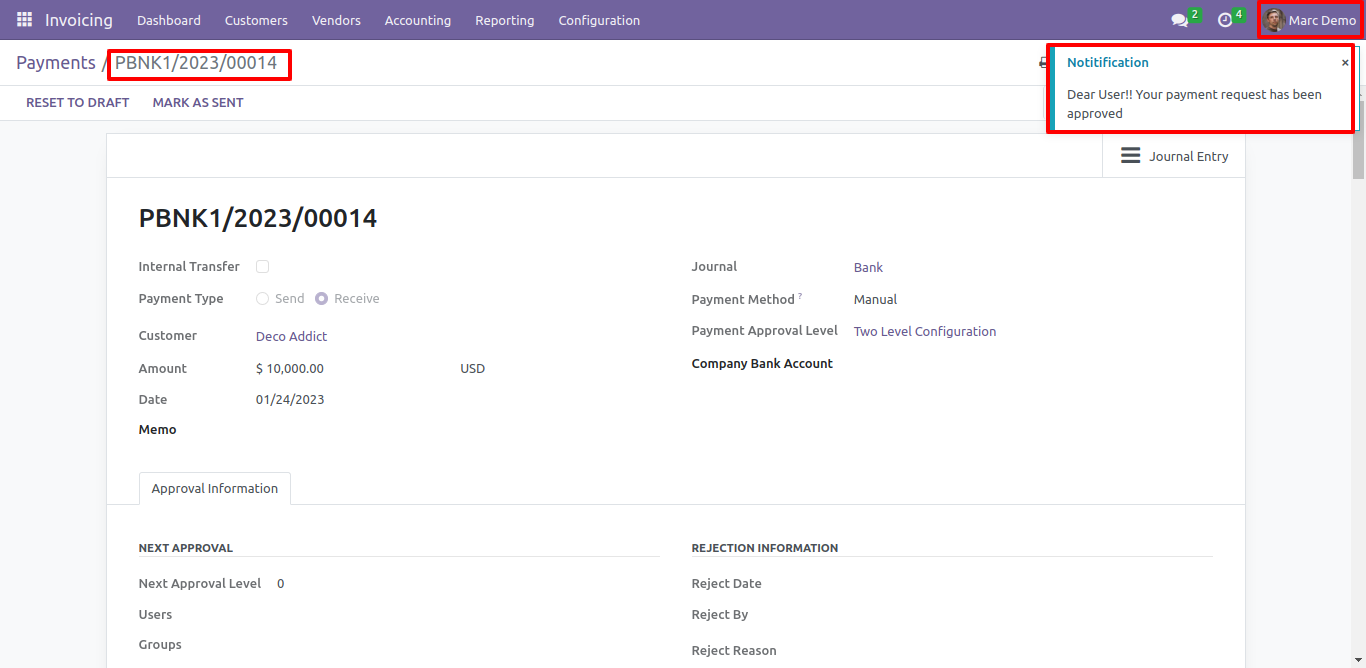 Invoicing Dashboard Customers Vendors Accounting Reporting Configuration 2 4 Marc Demo
Payments / PBNK1/2023/00014
Notitification ×
Dear User!! Your payment request has been
approved
RESET TO DRAFT MARK AS SENT
Journal Entry
PBNK1/2023/00014
Internal Transfer Journal Bank
Payment Type Send Receive Payment Method ? Manual
Customer Deco Addict Payment Approval Level Two Level Configuration
Amount $ 10,000.00 USD Company Bank Account
Date 01/24/2023
Memo
Approval Information
NEXT APPROVAL REJECTION INFORMATION
Next Approval Level 0 Reject Date
Users Reject By
Groups Reject Reason